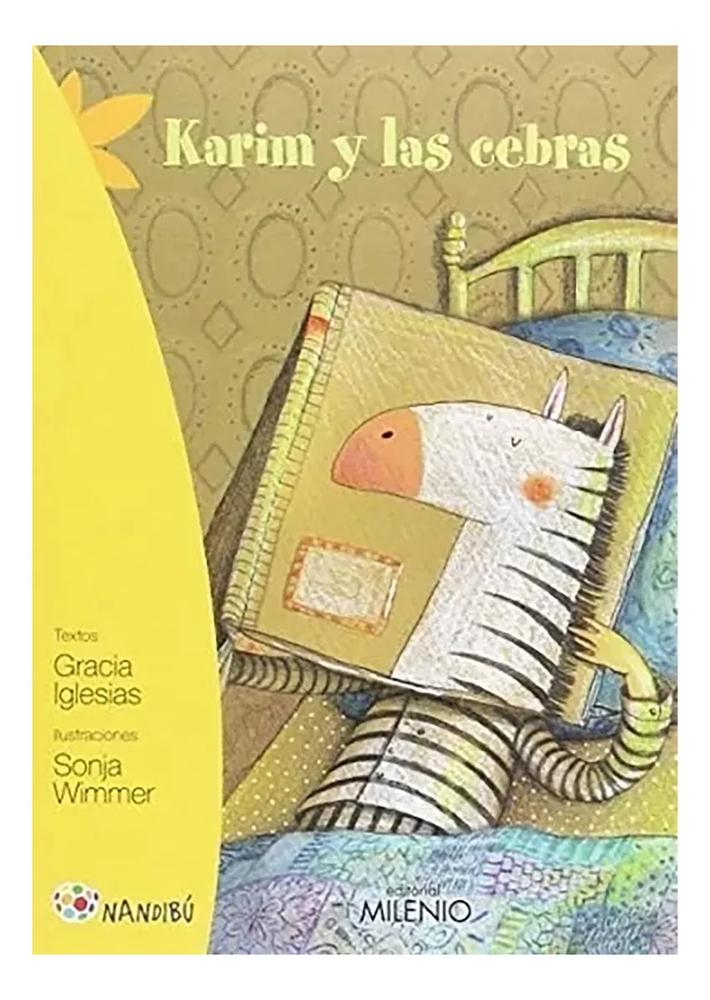 Karim y las cebras
Textos
Gracia
Iglesias
Ilustraciones
Sonja
Wimmer
NANDIBÚ
editorial
MILENIO